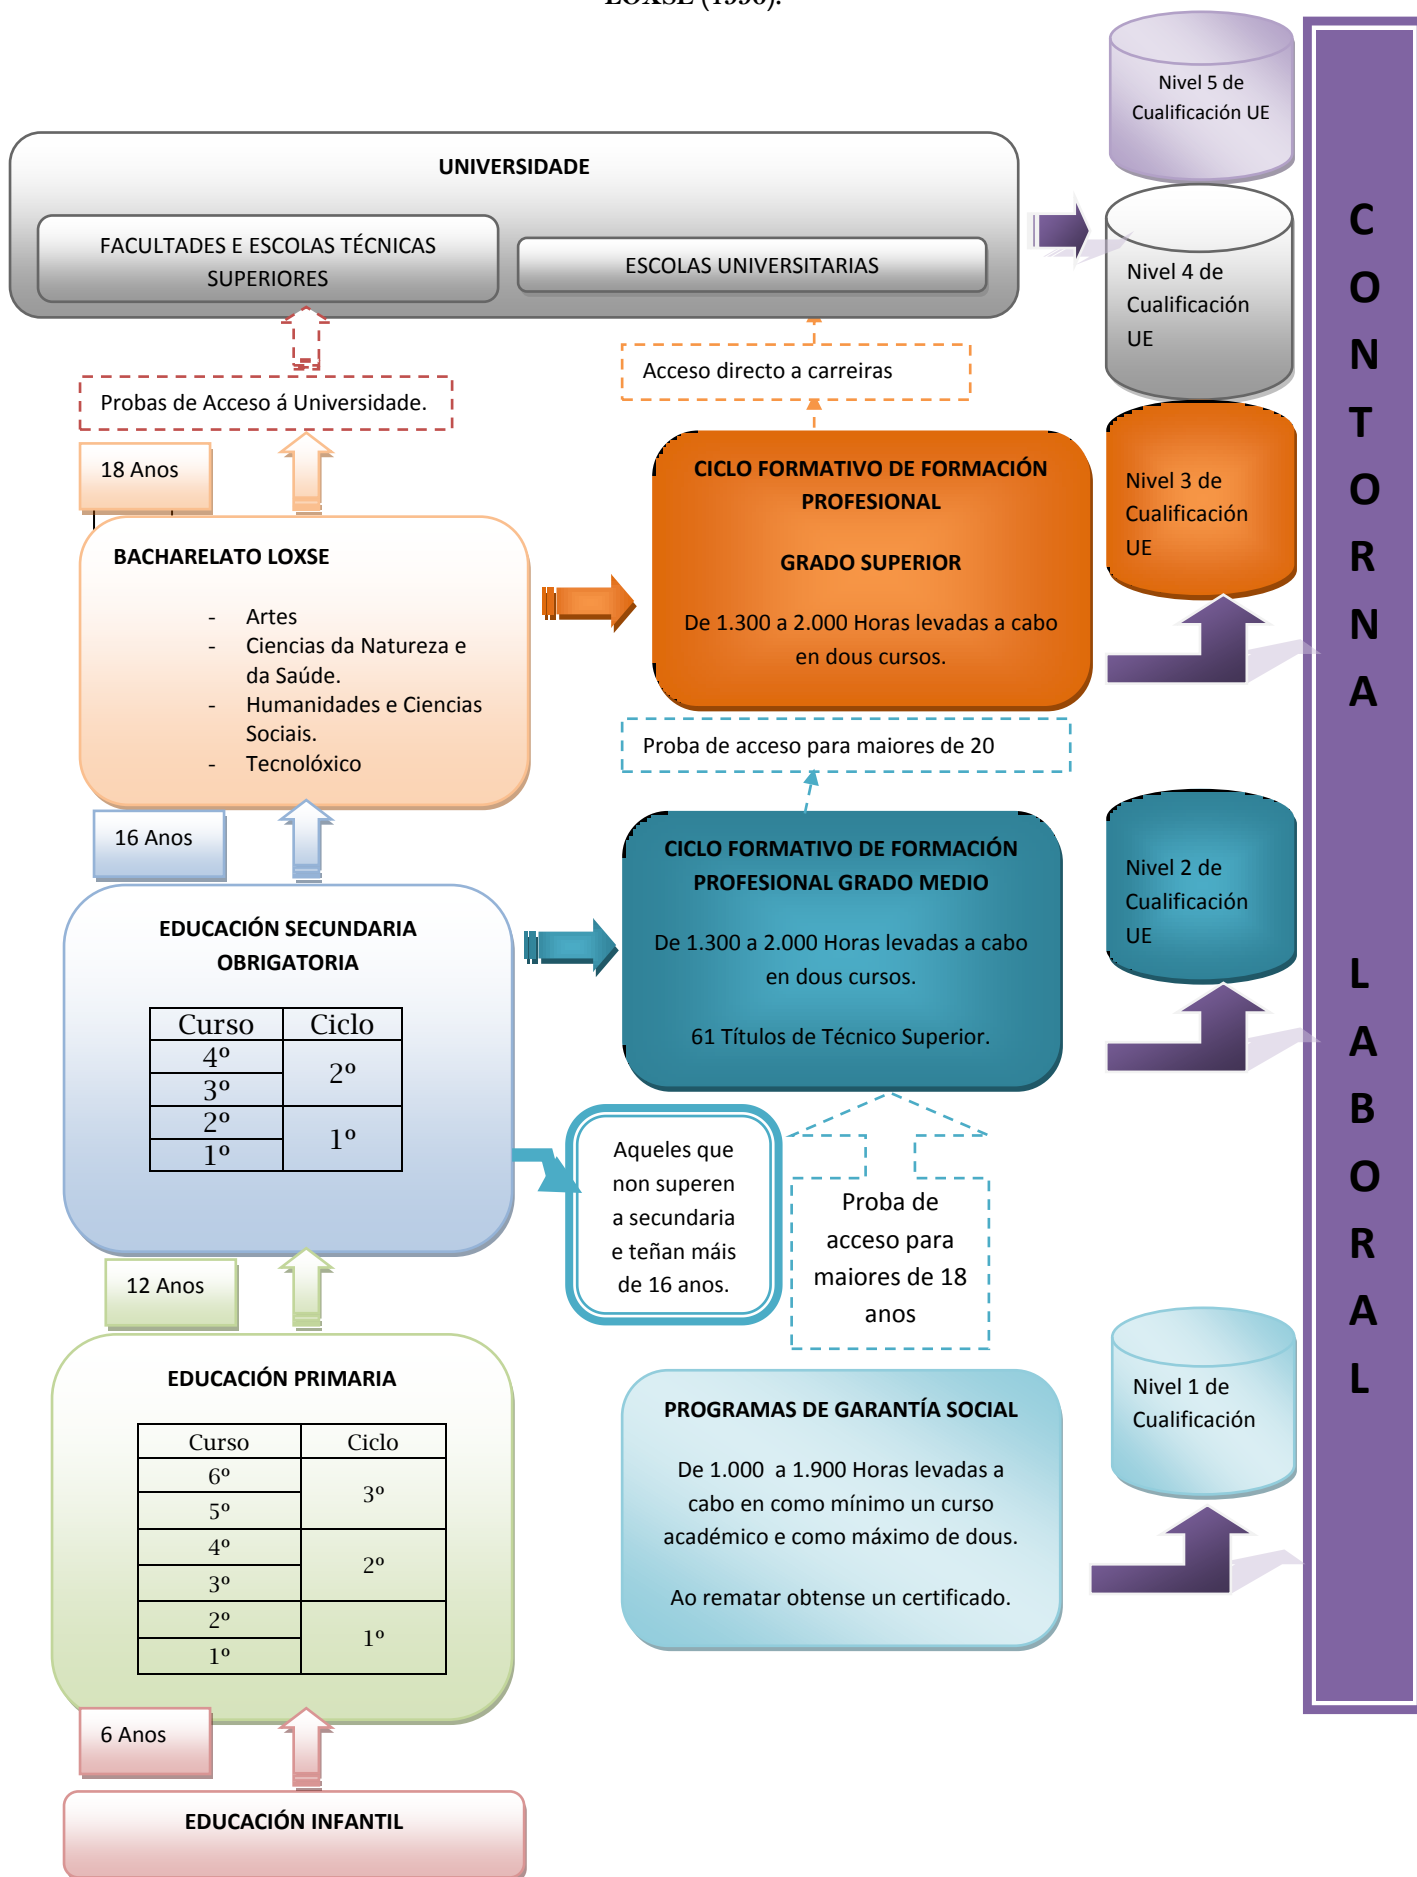 Nivel 5 de
Cualificación UE
UNIVERSIDADE
FACULTADES E ESCOLAS TÉCNICAS
SUPERIORES
ESCOLAS UNIVERSITARIAS
Nivel 4 de
Cualificación
UE
Acceso directo a carreiras
Probas de Acceso á Universidade.
18 Anos
CICLO FORMATIVO DE FORMACIÓN
PROFESIONAL
GRADO SUPERIOR
De 1.300 a 2.000 Horas levadas a cabo
en dous cursos.
Nivel 3 de
Cualificación
UE
BACHARELATO LOXSE
- Artes
- Ciencias da Natureza e
da Saúde.
- Humanidades e Ciencias
Sociais.
- Tecnolóxico
Proba de acceso para maiores de 20
16 Anos
CICLO FORMATIVO DE FORMACIÓN
PROFESIONAL GRADO MEDIO
De 1.300 a 2.000 Horas levadas a cabo
en dous cursos.
61 Títulos de Técnico Superior.
Nivel 2 de
Cualificación
UE
EDUCACIÓN SECUNDARIA
OBRIGATORIA
Curso Ciclo
4º 2º
3º
2º 1º
1º
Aqueles que
non superen
a secundaria
e teñan máis
de 16 anos.
Proba de
acceso para
maiores de 18
anos
12 Anos
EDUCACIÓN PRIMARIA
Curso Ciclo
6º 3º
5º
4º 2º
3º
2º 1º
1º
PROGRAMAS DE GARANTÍA SOCIAL
De 1.000 a 1.900 Horas levadas a
cabo en como mínimo un curso
académico e como máximo de dous.
Ao rematar obtense un certificado.
Nivel 1 de
Cualificación
6 Anos
EDUCACIÓN INFANTIL
C
O
N
T
O
R
N
A
L
A
B
O
R
A
L